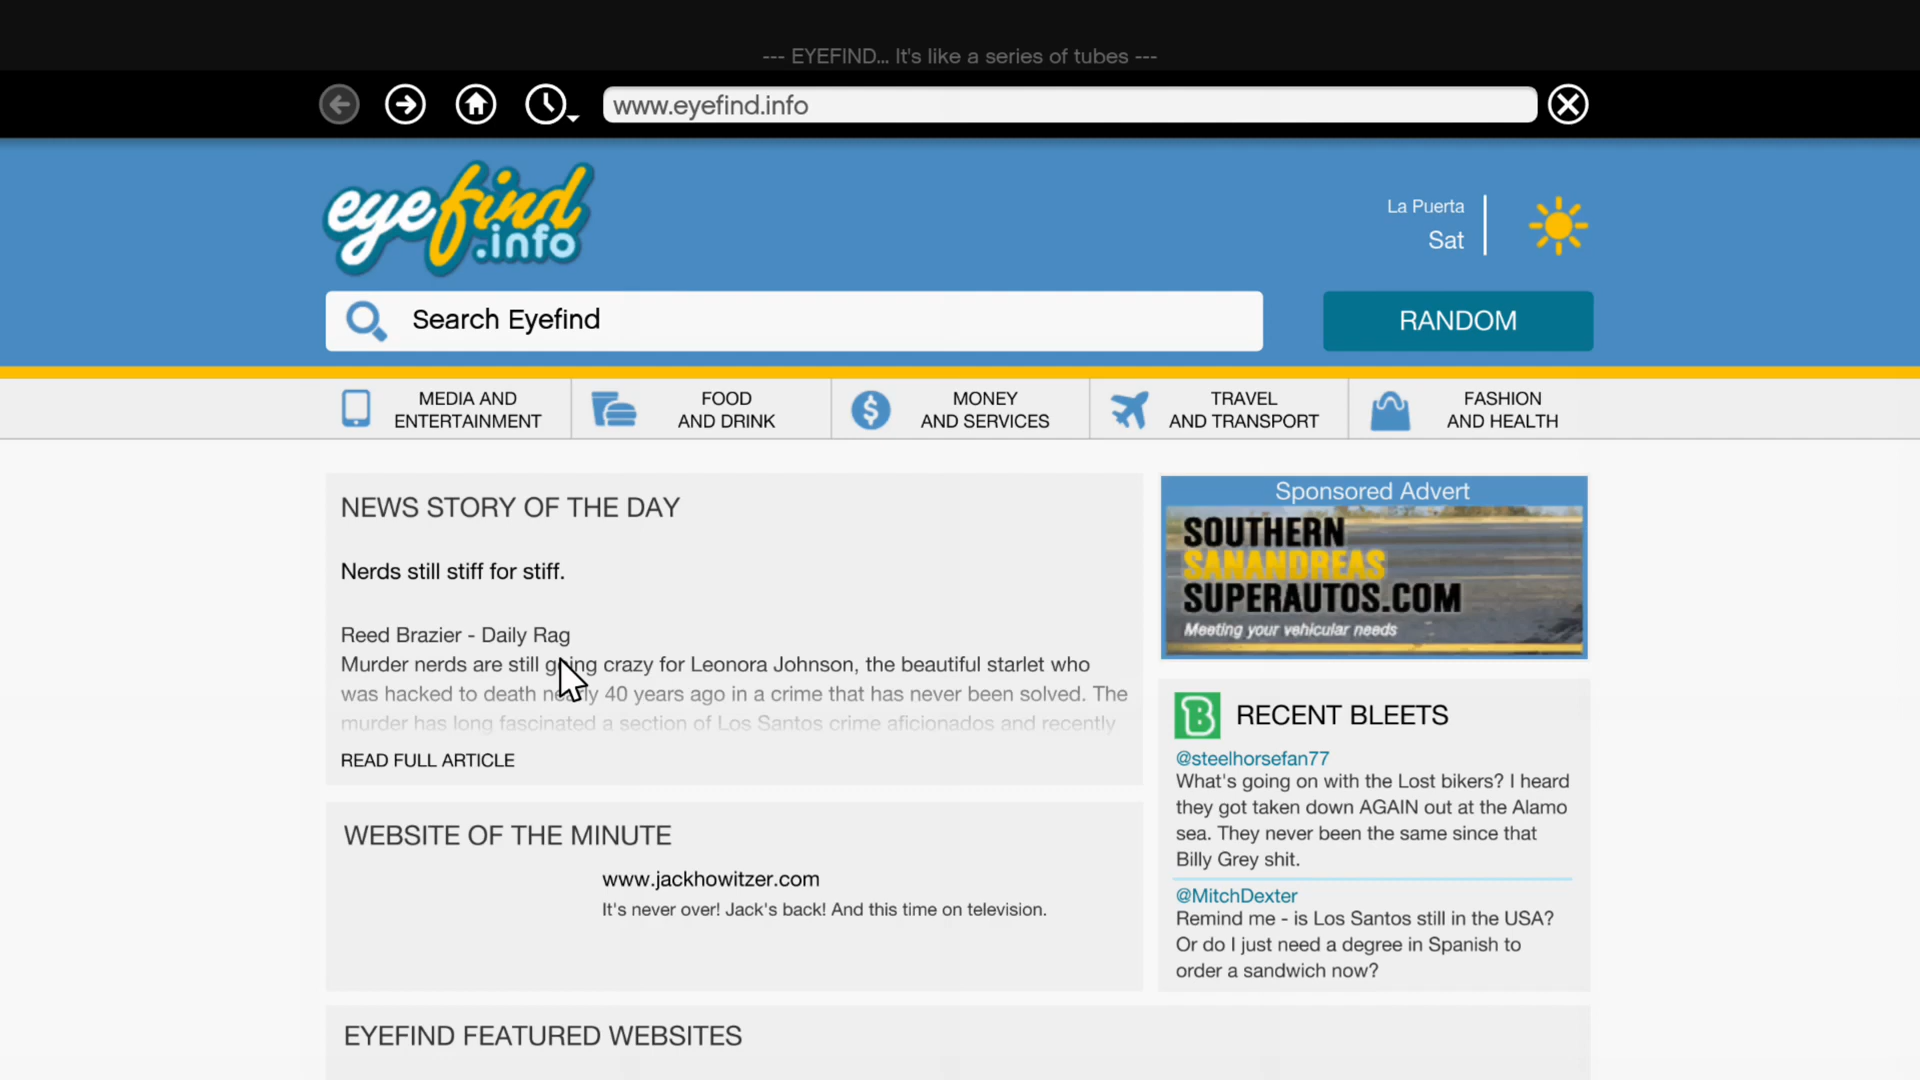 --- EYEFIND... It's like a series of tubes ---
www.eyefind.info
eyefind
.info
La Puerta
Sat
Search Eyefind
RANDOM
MEDIA AND
ENTERTAINMENT
FOOD
AND DRINK
MONEY
AND SERVICES
TRAVEL
AND TRANSPORT
FASHION
AND HEALTH
NEWS STORY OF THE DAY
Nerds still stiff for stiff.
Reed Brazier - Daily Rag
Murder nerds are still going crazy for Leonora Johnson, the beautiful starlet who
was hacked to death nearly 40 years ago in a crime that has never been solved. The
murder has long fascinated a section of Los Santos crime aficionados and recently
READ FULL ARTICLE
WEBSITE OF THE MINUTE
www.jackhowitzer.com
It's never over! Jack's back! And this time on television.
Sponsored Advert
SOUTHERN
SANANDREAS
SUPERAUTOS.COM
Meeting your vehicular needs
B RECENT BLEETS
@steelhorsefan77
What's going on with the Lost bikers? I heard
they got taken down AGAIN out at the Alamo
sea. They never been the same since that
Billy Grey shit.
@MitchDexter
Remind me - is Los Santos still in the USA?
Or do I just need a degree in Spanish to
order a sandwich now?
EYEFIND FEATURED WEBSITES